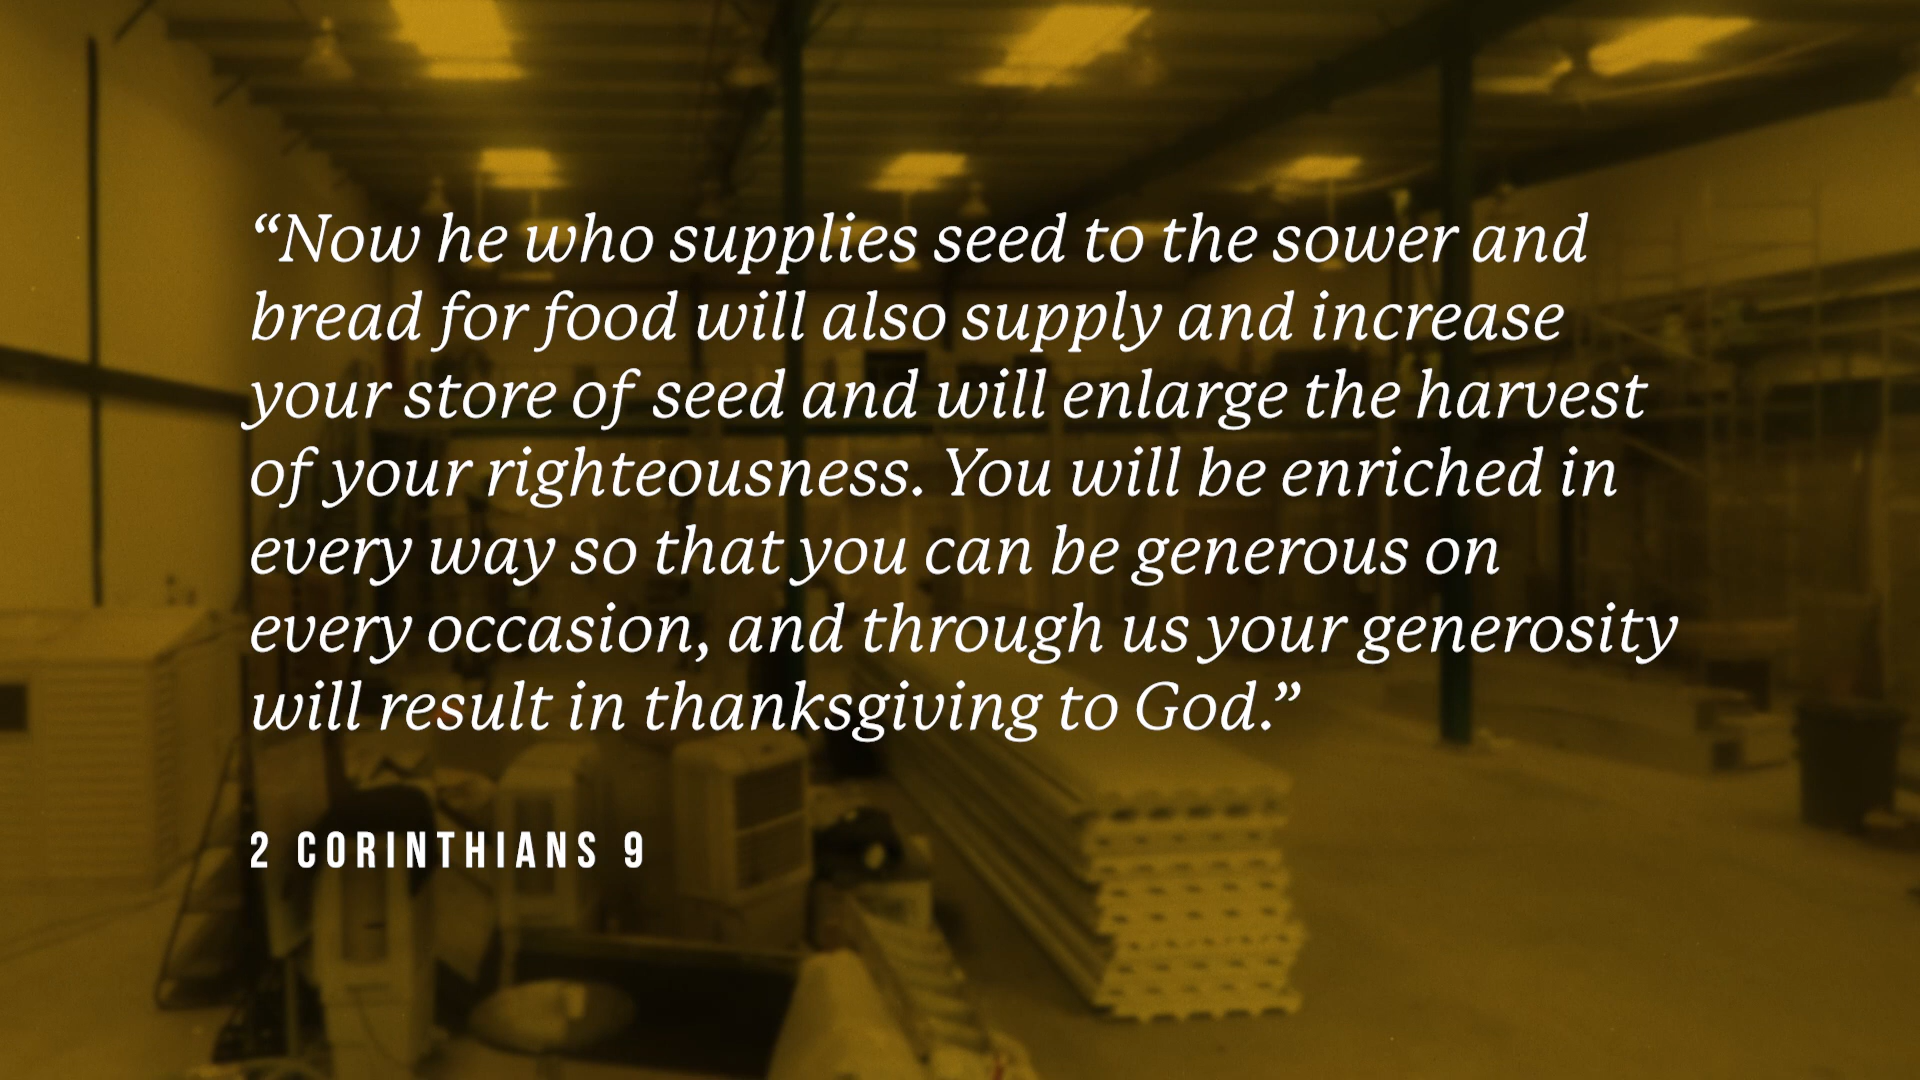 “Now he who supplies seed to the sower and
bread for food will also supply and increase
your store of seed and will enlarge the harvest
of your righteousness. You will be enriched in
every way so that you can be generous on
every occasion, and through us your generosity
will result in thanksgiving to God.”
2 CORINTHIANS 9